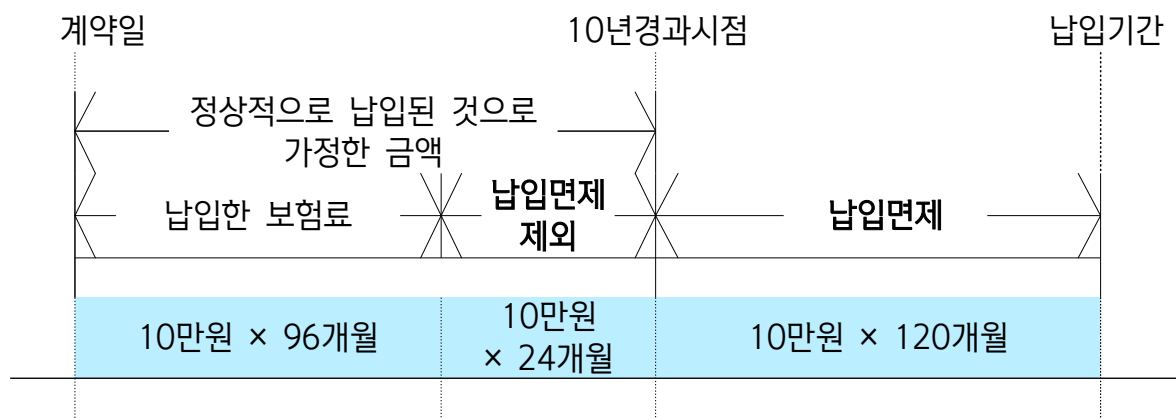 계약일 10년경과시점 납입기간
정상적으로 납입된 것으로
가정한 금액
납입한 보험료
납입면제
제외
납입면제
10만원 × 96개월
10만원
× 24개월
10만원 × 120개월